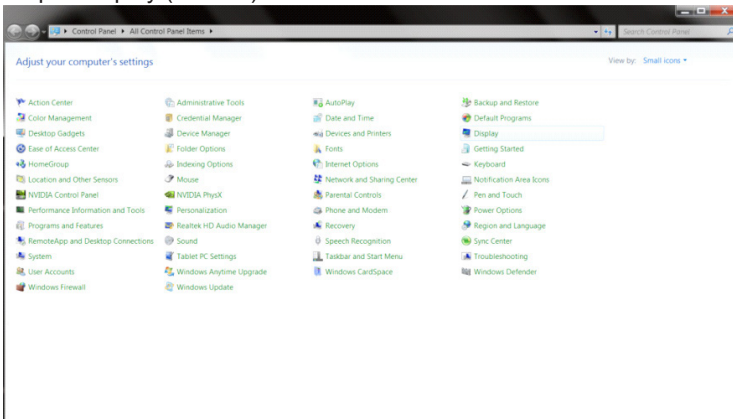 Control Panel ▸ All Control Panel Items ▸
Search Control Panel
Adjust your computer's settings
View by: Small icons
Action Center
Administrative Tools
AutoPlay
Backup and Restore
Color Management
Credential Manager
Date and Time
Default Programs
Desktop Gadgets
Device Manager
Devices and Printers
Display
Ease of Access Center
Folder Options
Fonts
Getting Started
HomeGroup
Indexing Options
Internet Options
Keyboard
Location and Other Sensors
Mouse
Network and Sharing Center
Notification Area Icons
NVIDIA Control Panel
NVIDIA PhysX
Parental Controls
Pen and Touch
Performance Information and Tools
Personalization
Phone and Modem
Power Options
Programs and Features
Realtek HD Audio Manager
Recovery
Region and Language
RemoteApp and Desktop Connections
Sound
Speech Recognition
Sync Center
System
Tablet PC Settings
Taskbar and Start Menu
Troubleshooting
User Accounts
Windows Anytime Upgrade
Windows CardSpace
Windows Defender
Windows Firewall
Windows Update